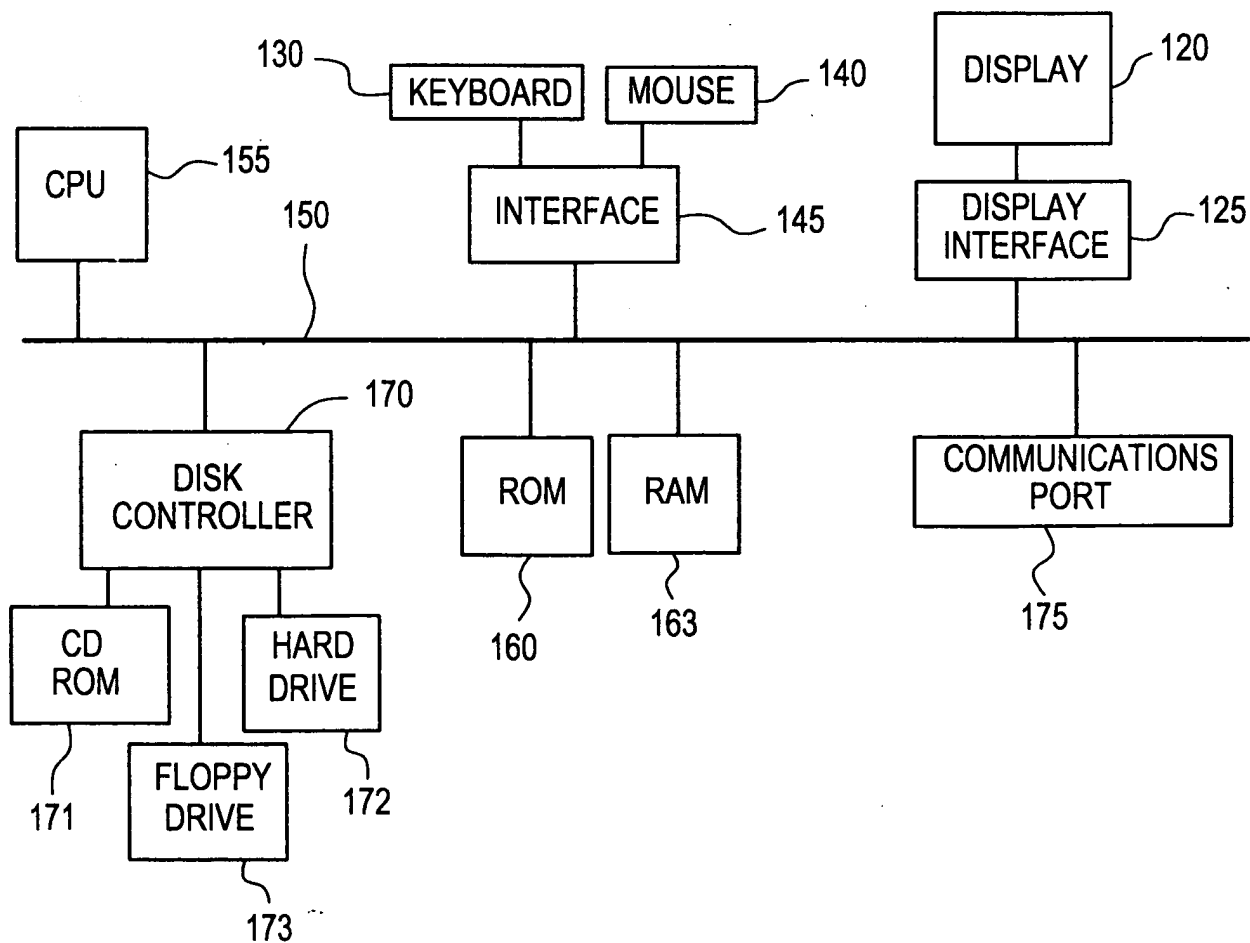 130
KEYBOARD
MOUSE
140
DISPLAY
120
CPU
155
INTERFACE
145
DISPLAY
INTERFACE
125
150
170
DISK
CONTROLLER
ROM
RAM
COMMUNICATIONS
PORT
160
163
175
CD
ROM
HARD
DRIVE
171
FLOPPY
DRIVE
172
173